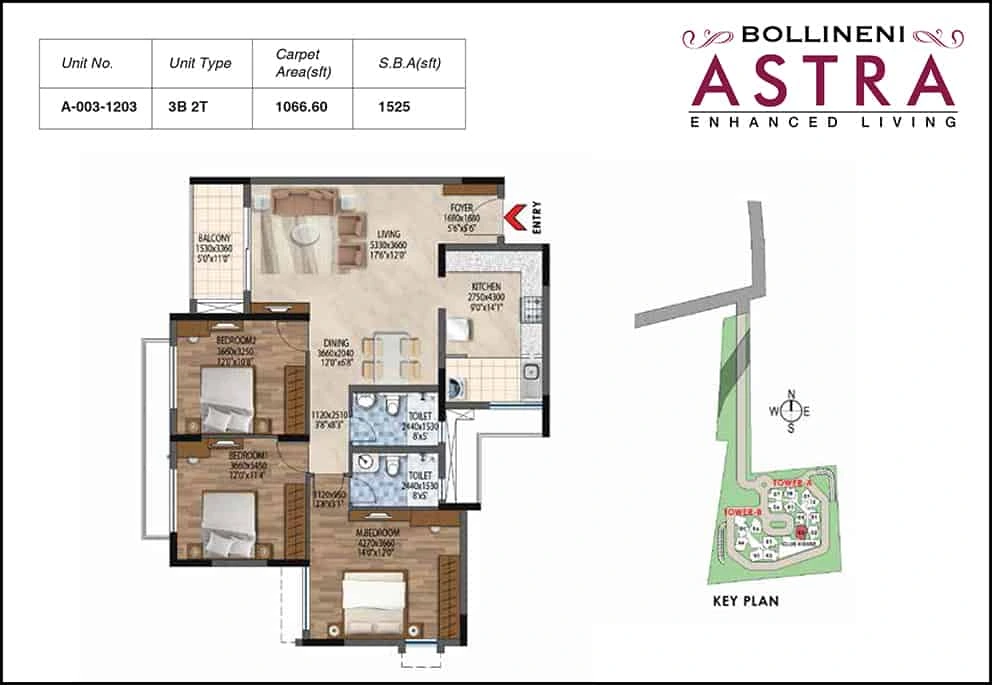 BOLLINENI
ASTRA
ENHANCED LIVING
Unit No. Unit Type Carpet Area(sft) S.B.A(sft)
A-003-1203 3B 2T 1066.60 1525
FOYER
1680x1680
5'6"x5'6"
ENTRY
LIVING
5330x3660
17'6"x12'0"
BALCONY
1530x3360
5'0"x11'0"
KITCHEN
2750x4300
9'0"x14'1"
DINING
3660x2040
12'0"x6'8"
BEDROOM2
3660x3250
12'0"x10'8"
1120x2510
3'8"x8'3"
TOILET
2440x1530
8'x5'
BEDROOM1
3660x3450
12'0"x11'4"
TOILET
2440x1530
8'x5'
1120x950
M.BEDROOM
4270x3660
14'0"x12'0"
N
W E
S
TOWER-A
TOWER-B
KEY PLAN